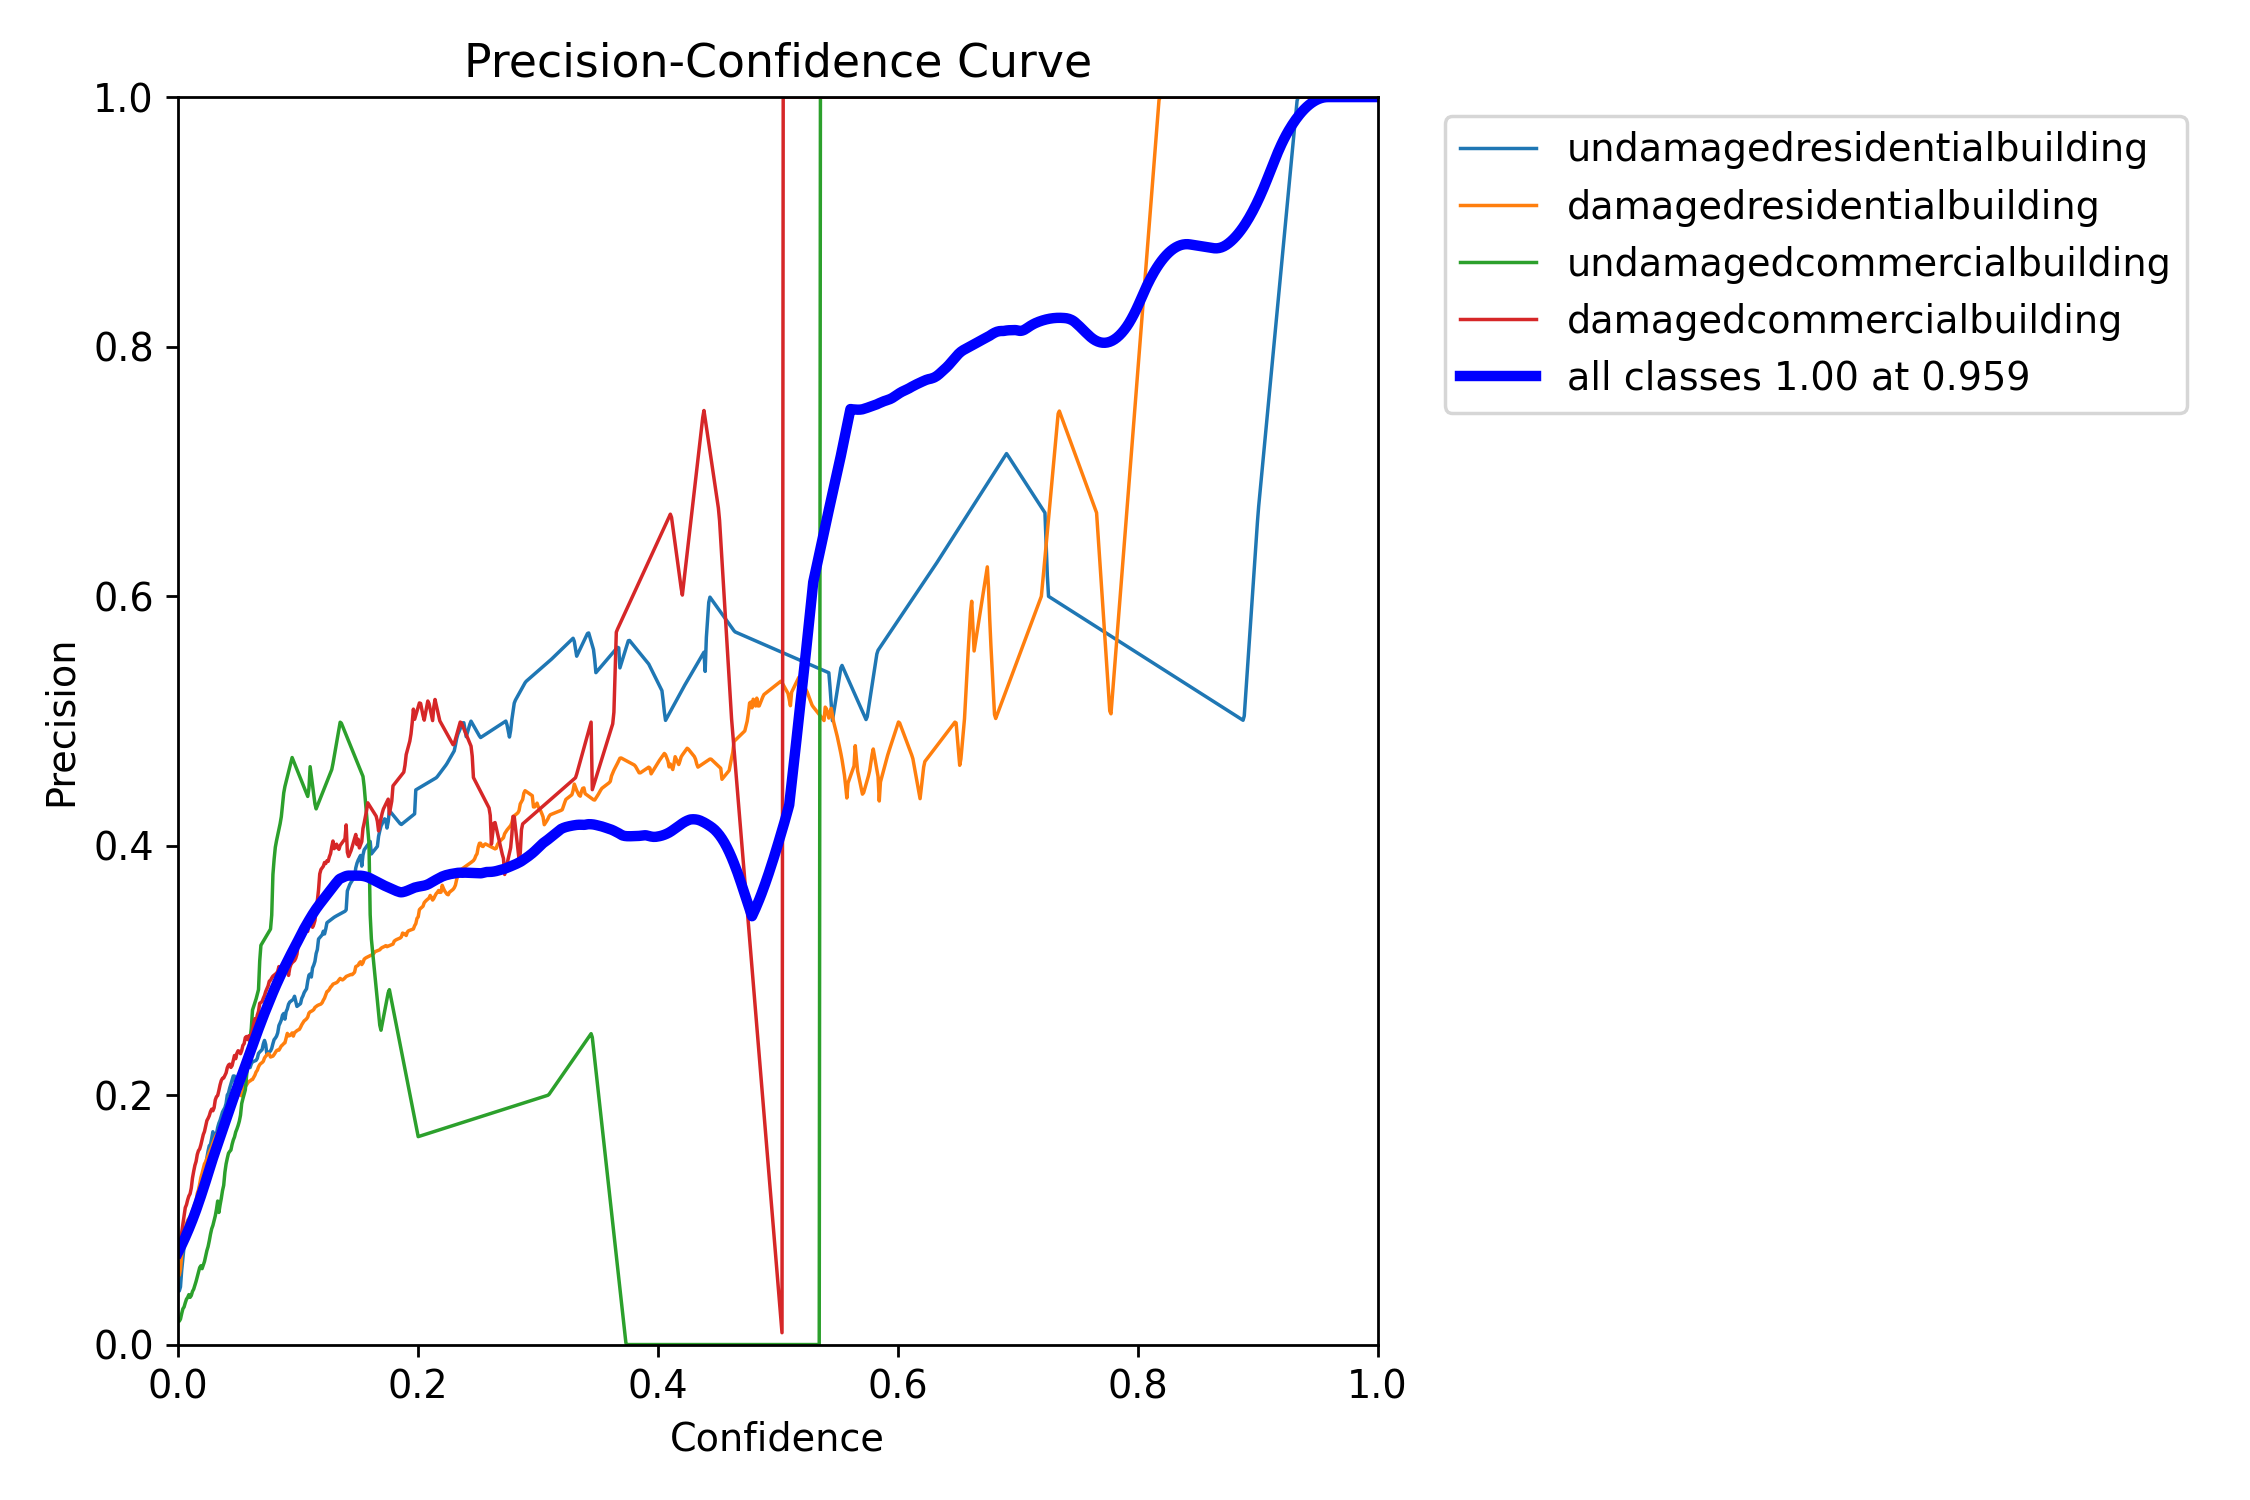 Precision-Confidence Curve
1.0
0.8
0.6
0.4
0.2
0.0
Precision
0.0 0.2 0.4 0.6 0.8 1.0
Confidence
undamagedresidentialbuilding
damagedresidentialbuilding
undamagedcommercialbuilding
damagedcommercialbuilding
all classes 1.00 at 0.959